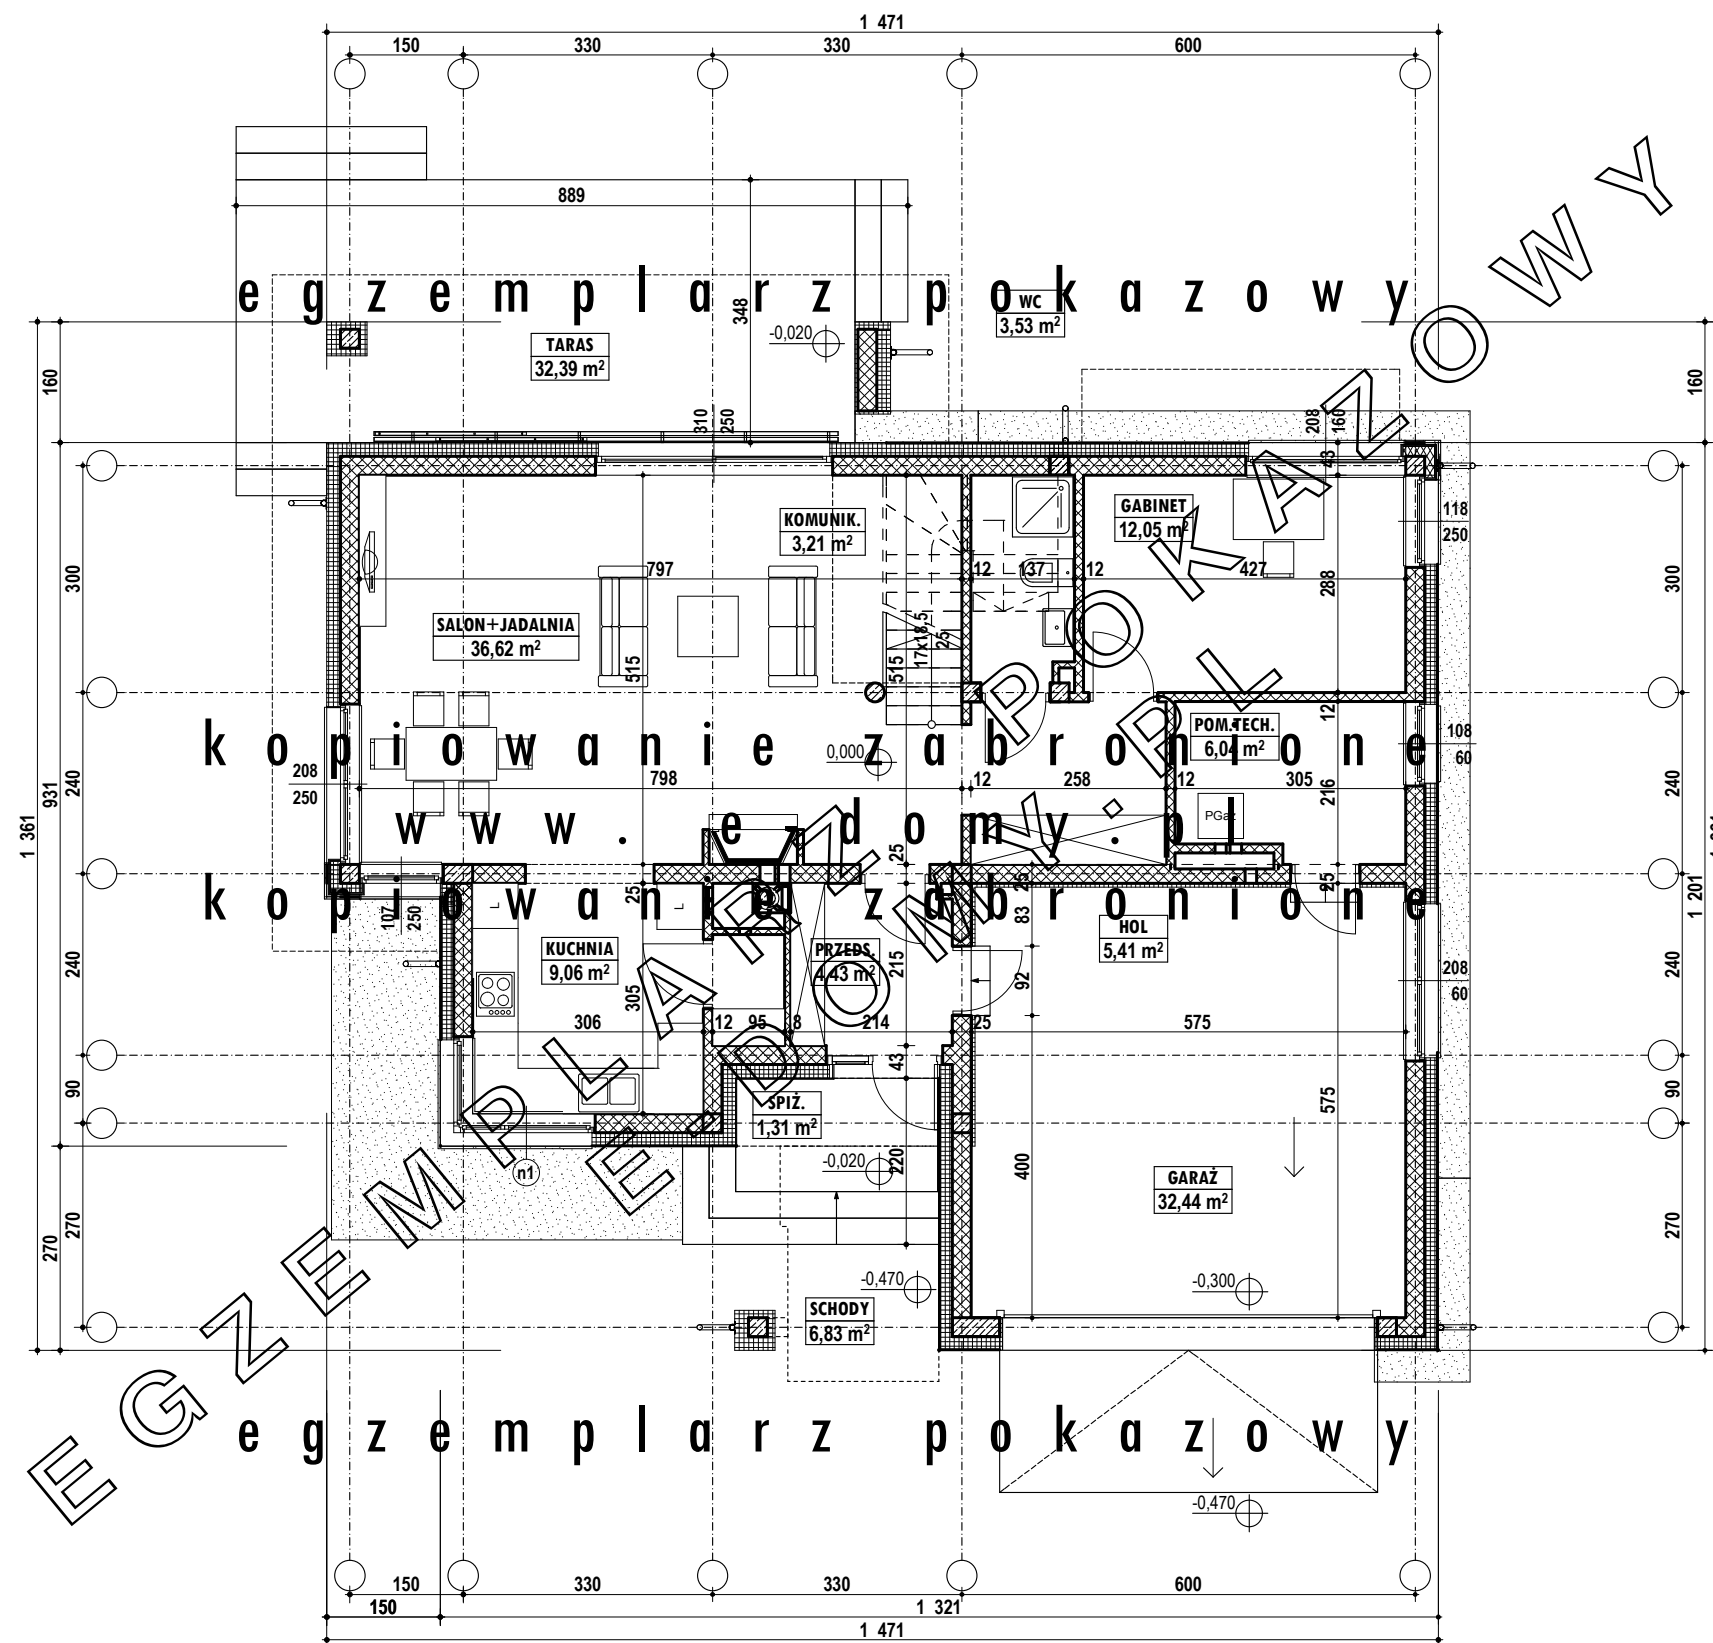 1 471
150 330 330 600
889
348
egzemplarz pokazowy
WC
3,53 m²
-0,020
TARAS
32,39 m²
160
160
310
250
208
160
43
KOMUNIK.
3,21 m²
GABINET
12,05 m²
118
250
300
797 12 137 12 427
288
300
SALON+JADALNIA
36,62 m²
515
17x18,5
25
515
12
POM.TECH.
6,04 m²
108
60
kopiowanie zabronione
0,000
208
250
798 12 258 12 305
216
240
931
1 361
240
PGaz
www.e-domy.pl
25
kopiowanie zabronione
107
250
L
L
25
25
83
25
HOL
5,41 m²
1 201
KUCHNIA
9,06 m²
PRZEDS.
4,43 m²
215
92
208
60
240
240
305
306 12 95 8 214 25 575
43
90
90
575
SPIŻ.
1,31 m²
n1
-0,020
220
400
GARAŻ
32,44 m²
270
270
270
-0,470
-0,300
SCHODY
6,83 m²
egzemplarz pokazowy
-0,470
150 330 330 600
150 1 321
1 471
EGZEMPLARZ POKAZOWY
E-DOMY.PL